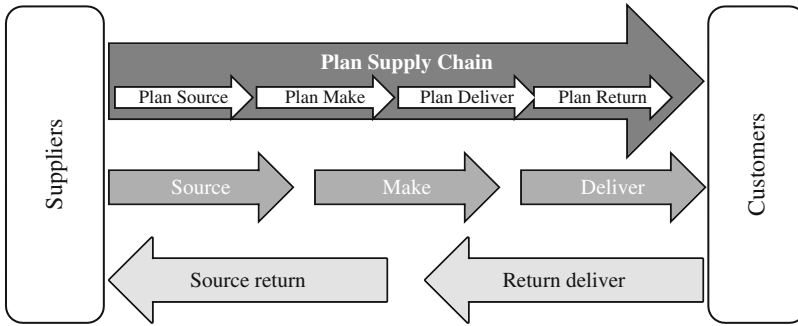 Suppliers
Plan Supply Chain
Plan Source
Plan Make
Plan Deliver
Plan Return
Source
Make
Deliver
Source return
Return deliver
Customers